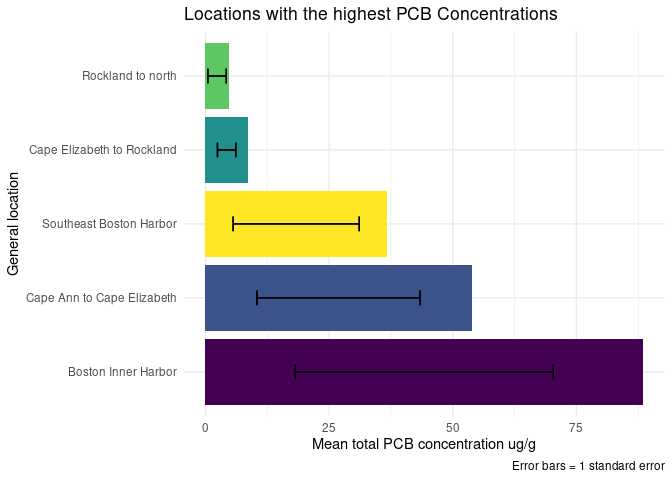 Locations with the highest PCB Concentrations
General location
Rockland to north
Cape Elizabeth to Rockland
Southeast Boston Harbor
Cape Ann to Cape Elizabeth
Boston Inner Harbor
0 25 50 75
Mean total PCB concentration ug/g
Error bars = 1 standard error